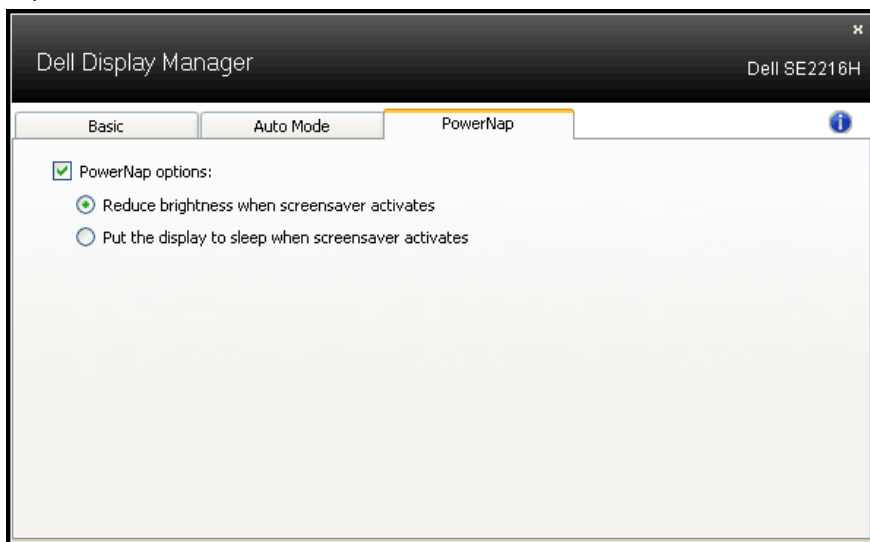 Dell Display Manager
Dell SE2216H
Basic
Auto Mode
PowerNap
PowerNap options:
Reduce brightness when screensaver activates
Put the display to sleep when screensaver activates